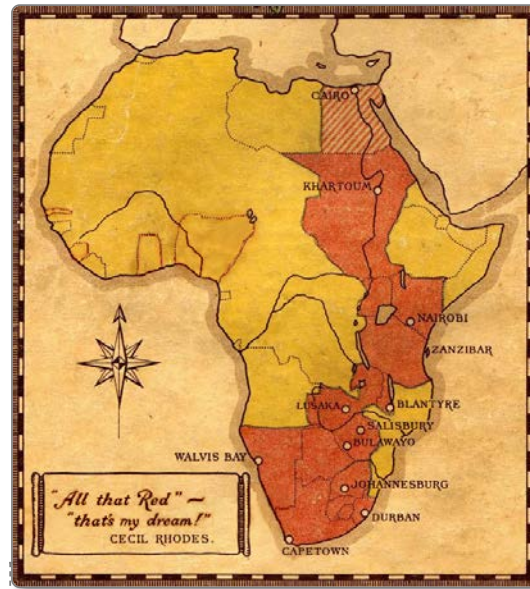 CAIRO
KHARTOUM
NAIROBI
ZANZIBAR
LUSAKA
BLANTYRE
SALISBURY
BULAWAYO
WALVIS BAY
JOHANNESBURG
DURBAN
CAPETOWN
"All that Red" ~
"that's my dream!"
CECIL RHODES.